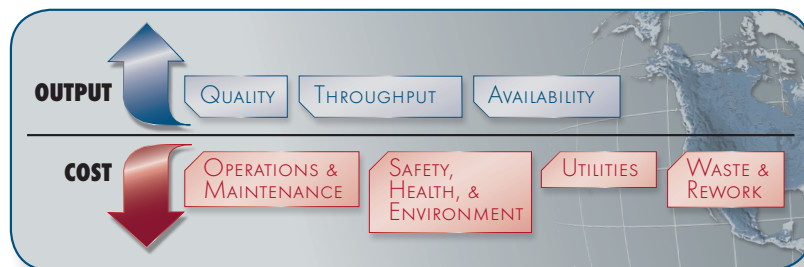 OUTPUT
QUALITY
THROUGHPUT
AVAILABILITY
COST
OPERATIONS &
MAINTENANCE
SAFETY,
HEALTH, &
ENVIRONMENT
UTILITIES
WASTE &
REWORK